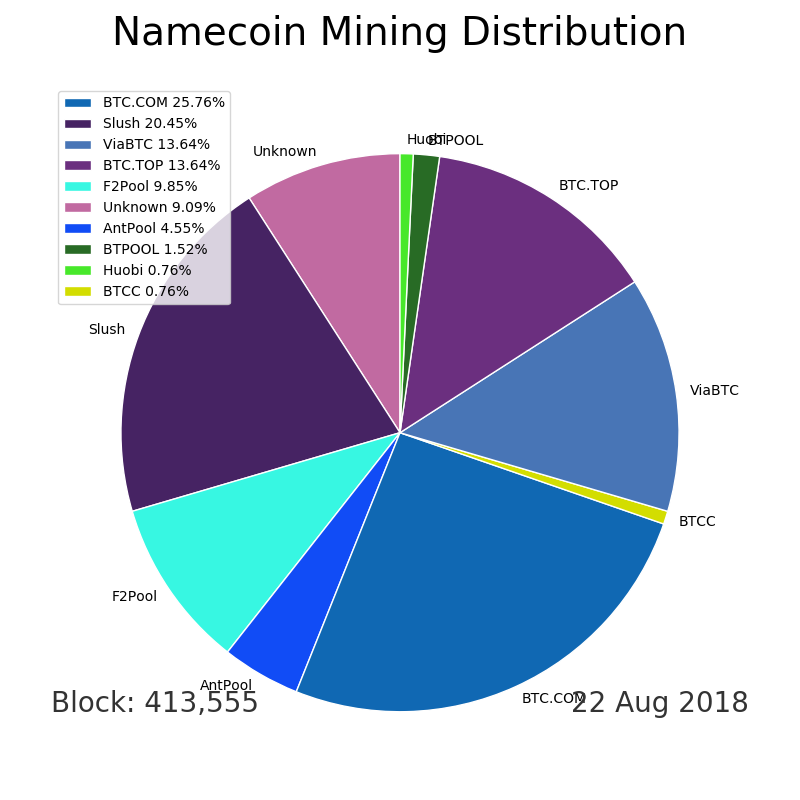 Namecoin Mining Distribution
BTC.COM 25.76%
Slush 20.45%
ViaBTC 13.64%
BTC.TOP 13.64%
F2Pool 9.85%
Unknown 9.09%
AntPool 4.55%
BTPOOL 1.52%
Huobi 0.76%
BTCC 0.76%
Huobi
BTPOOL
Unknown
BTC.TOP
Slush
ViaBTC
BTCC
F2Pool
AntPool
BTC.COM
Block: 413,555
22 Aug 2018